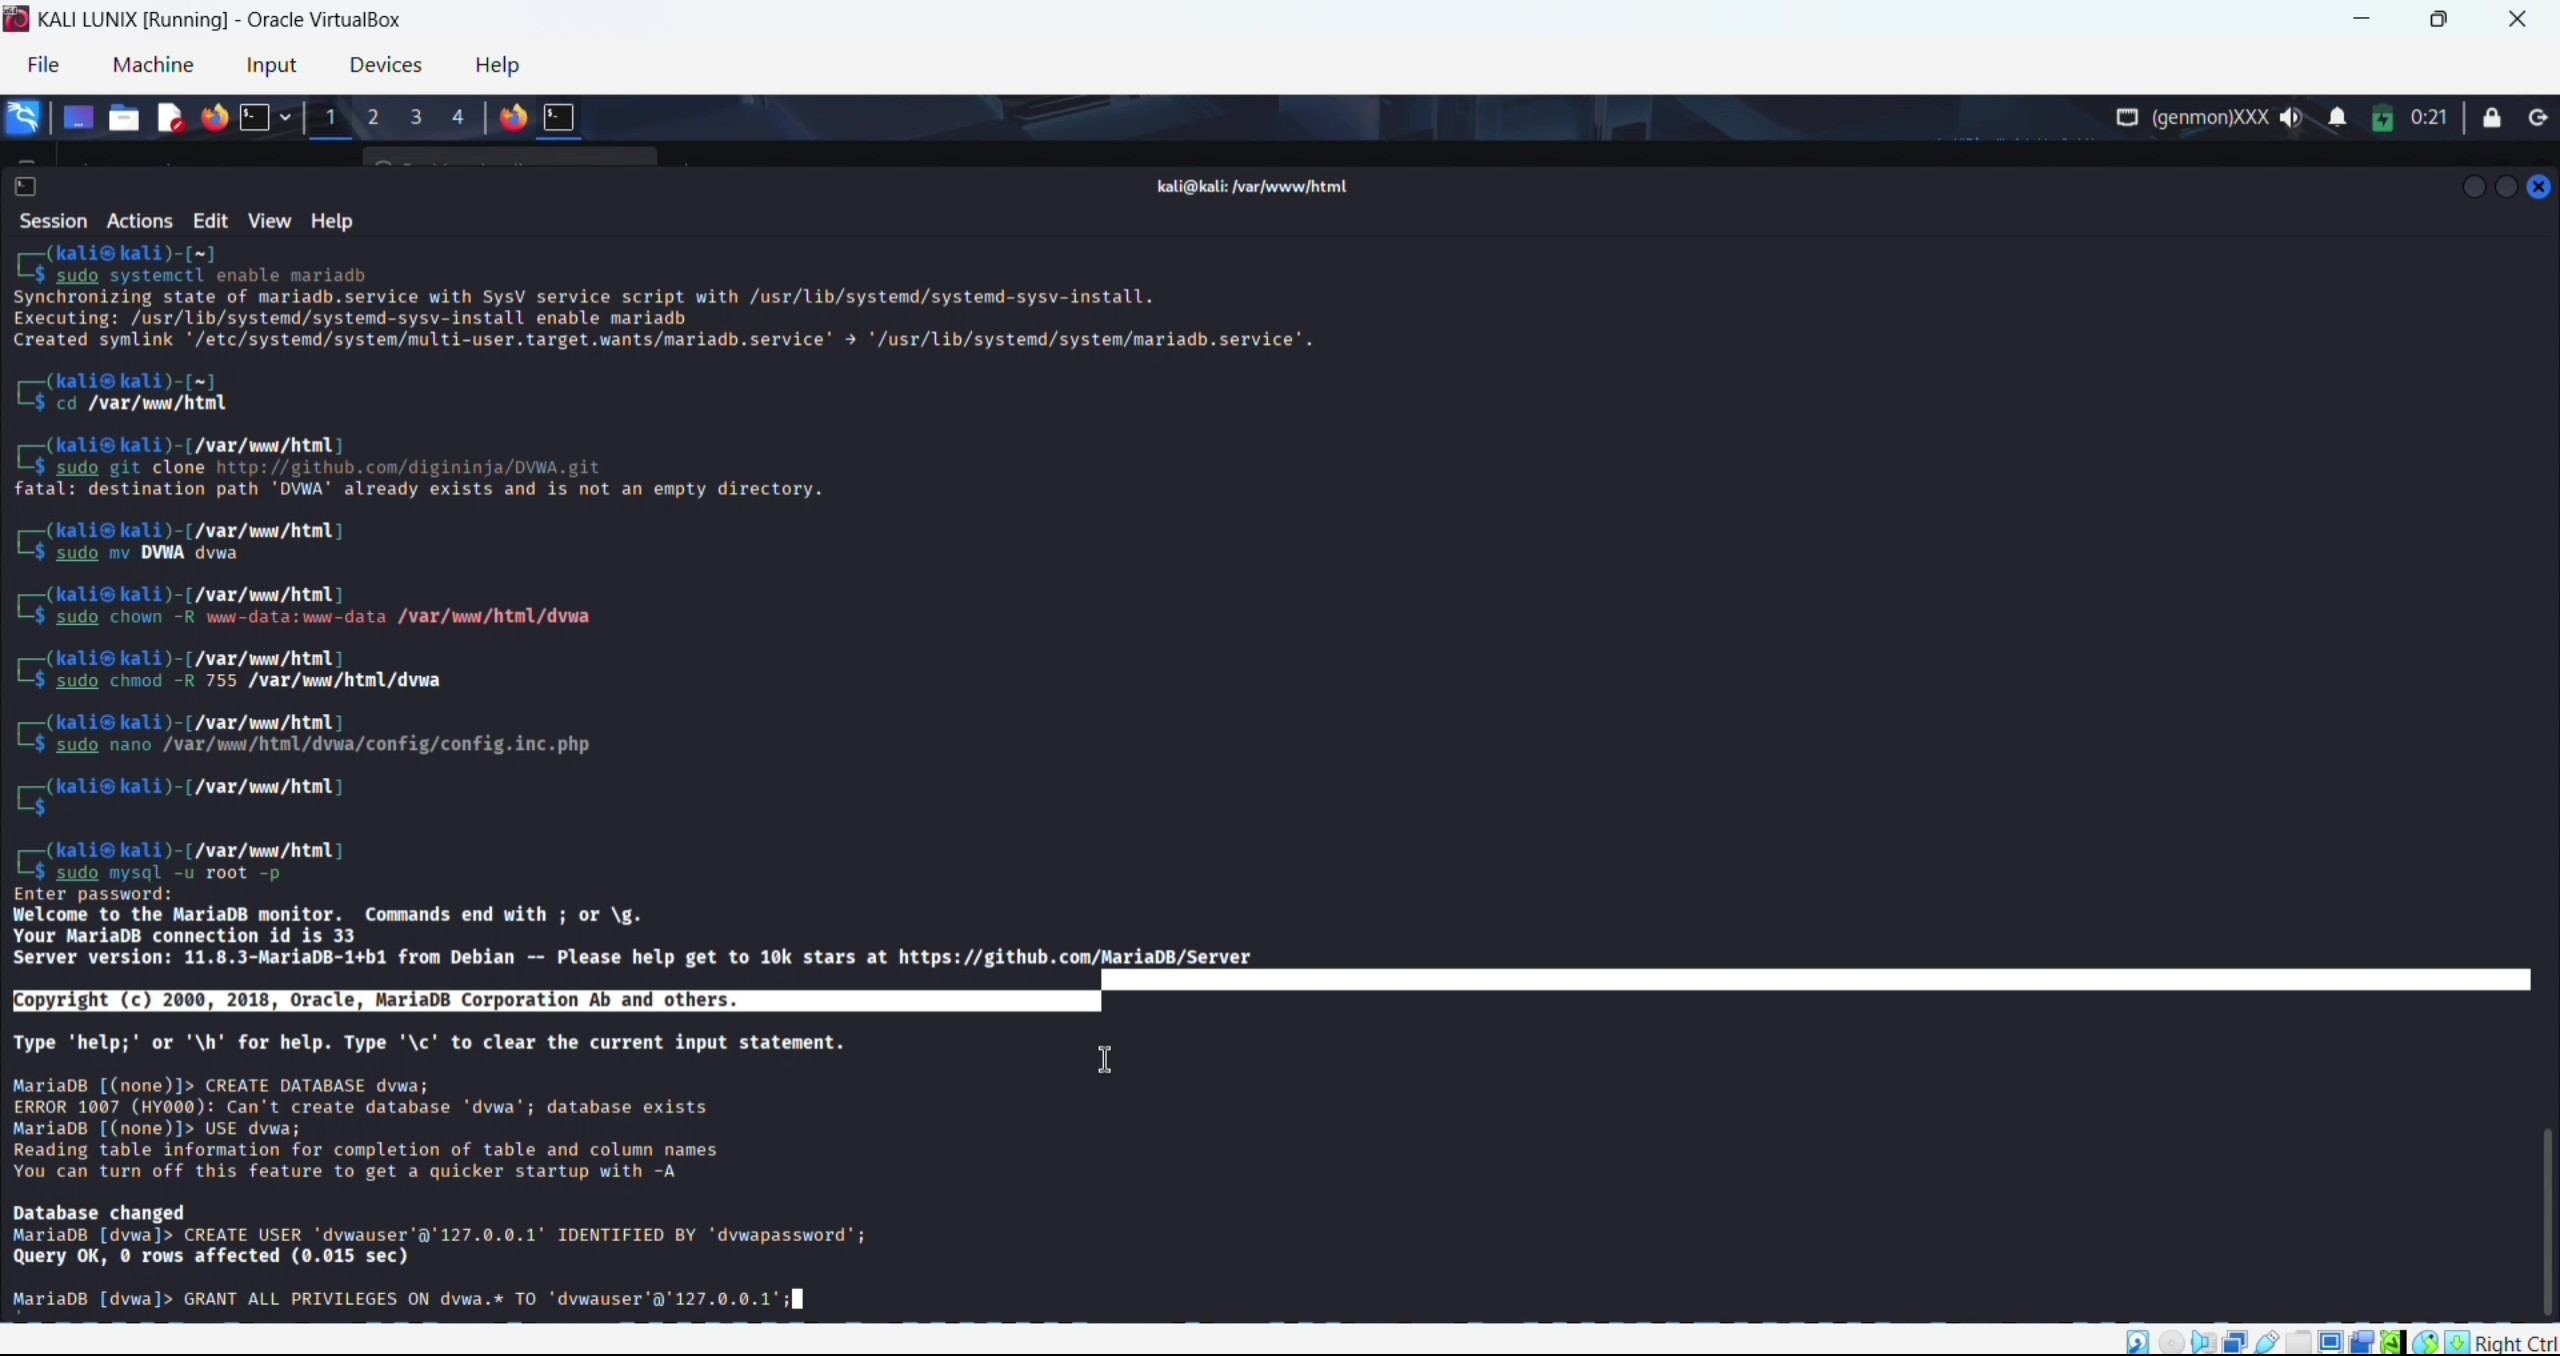 KALI LUNIX [Running] - Oracle VirtualBox
File Machine Input Devices Help
1 2 3 4 (genmon)XXX 0:21
kali@kali: /var/www/html
Session Actions Edit View Help
┌──(kali㉿kali)-[~]
└─$ sudo systemctl enable mariadb
Synchronizing state of mariadb.service with SysV service script with /usr/lib/systemd/systemd-sysv-install.
Executing: /usr/lib/systemd/systemd-sysv-install enable mariadb
Created symlink '/etc/systemd/system/multi-user.target.wants/mariadb.service' → '/usr/lib/systemd/system/mariadb.service'.
┌──(kali㉿kali)-[~]
└─$ cd /var/www/html
┌──(kali㉿kali)-[/var/www/html]
└─$ sudo git clone http://github.com/digininja/DVWA.git
fatal: destination path 'DVWA' already exists and is not an empty directory.
┌──(kali㉿kali)-[/var/www/html]
└─$ sudo mv DVWA dvwa
┌──(kali㉿kali)-[/var/www/html]
└─$ sudo chown -R www-data:www-data /var/www/html/dvwa
┌──(kali㉿kali)-[/var/www/html]
└─$ sudo chmod -R 755 /var/www/html/dvwa
┌──(kali㉿kali)-[/var/www/html]
└─$ sudo nano /var/www/html/dvwa/config/config.inc.php
┌──(kali㉿kali)-[/var/www/html]
└─$
┌──(kali㉿kali)-[/var/www/html]
└─$ sudo mysql -u root -p
Enter password:
Welcome to the MariaDB monitor.  Commands end with ; or \g.
Your MariaDB connection id is 33
Server version: 11.8.3-MariaDB-1+b1 from Debian -- Please help get to 10k stars at https://github.com/MariaDB/Server
Copyright (c) 2000, 2018, Oracle, MariaDB Corporation Ab and others.
Type 'help;' or '\h' for help. Type '\c' to clear the current input statement.
MariaDB [(none)]> CREATE DATABASE dvwa;
ERROR 1007 (HY000): Can't create database 'dvwa'; database exists
MariaDB [(none)]> USE dvwa;
Reading table information for completion of table and column names
You can turn off this feature to get a quicker startup with -A
Database changed
MariaDB [dvwa]> CREATE USER 'dvwauser'@'127.0.0.1' IDENTIFIED BY 'dvwapassword';
Query OK, 0 rows affected (0.015 sec)
MariaDB [dvwa]> GRANT ALL PRIVILEGES ON dvwa.* TO 'dvwauser'@'127.0.0.1';
Right Ctrl